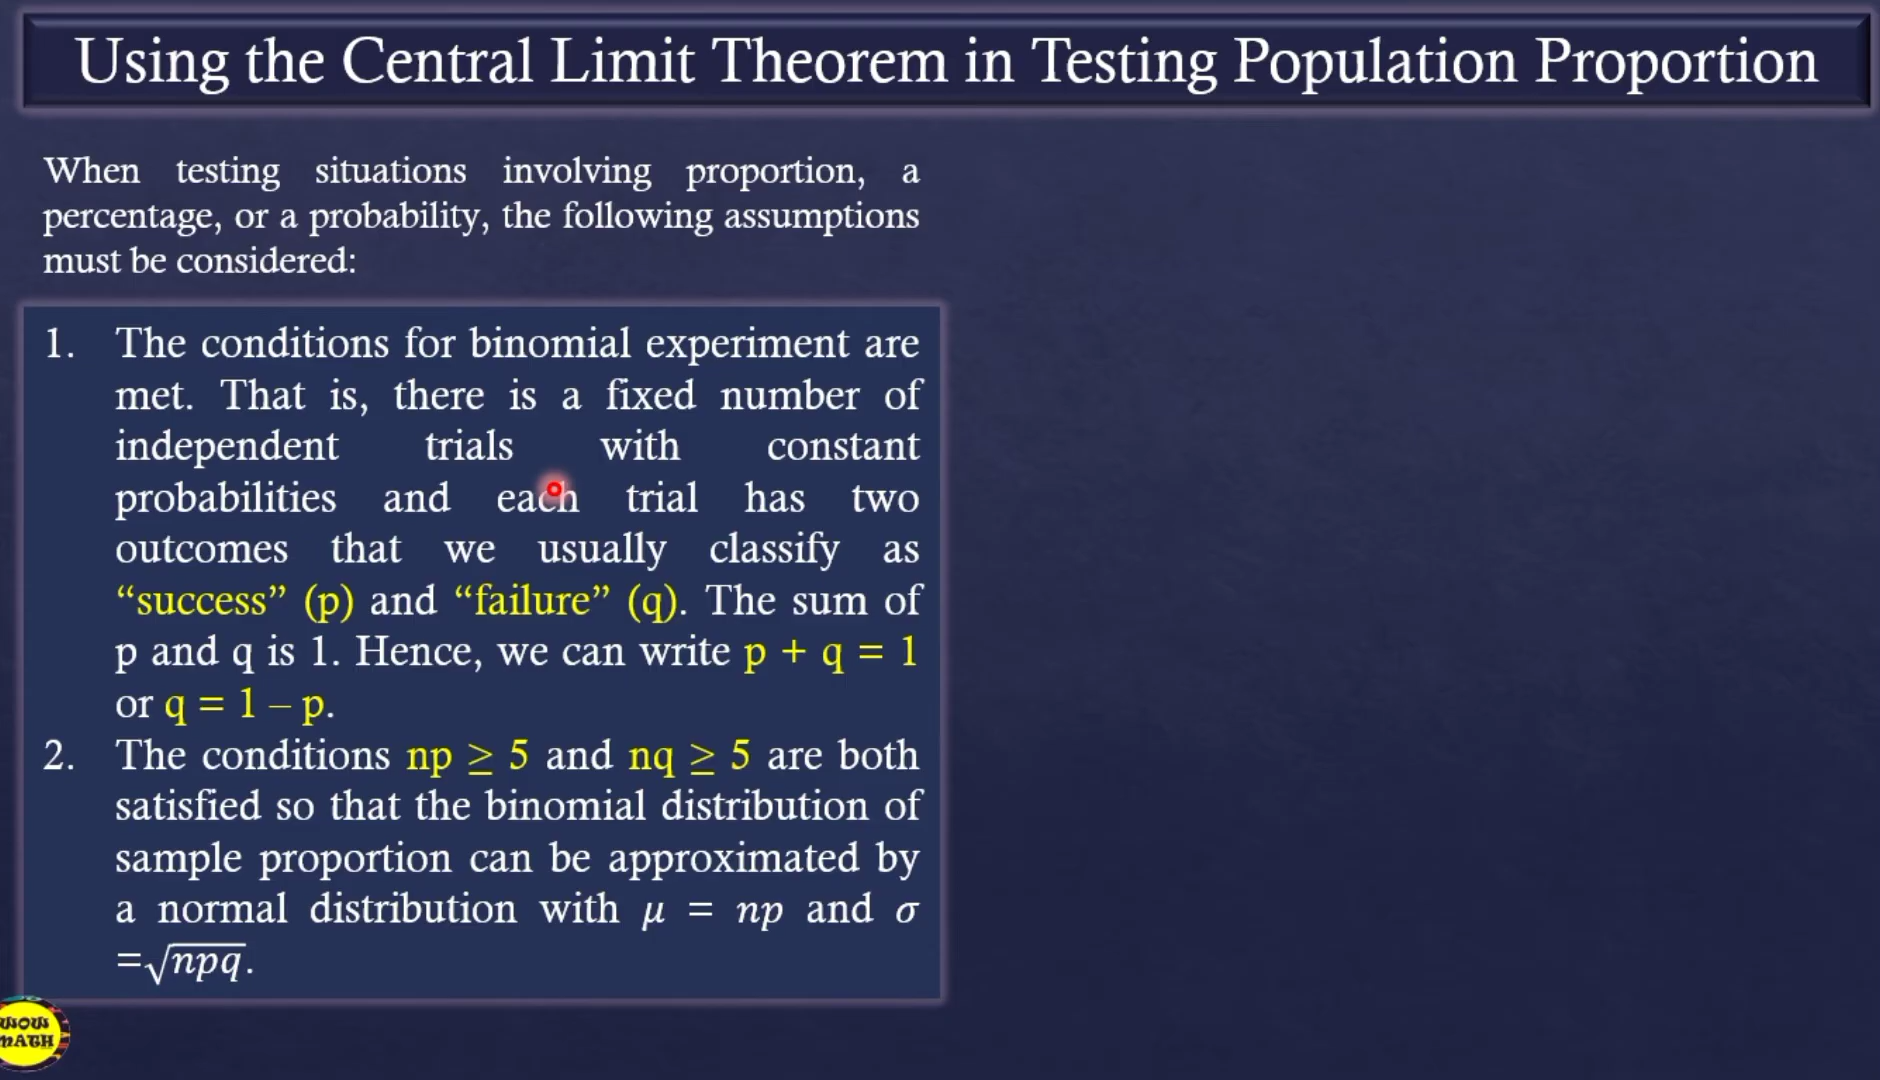 Using the Central Limit Theorem in Testing Population Proportion
When testing situations involving proportion, a
percentage, or a probability, the following assumptions
must be considered:
1. The conditions for binomial experiment are
met. That is, there is a fixed number of
independent trials with constant
probabilities and each trial has two
outcomes that we usually classify as
“success” (p) and “failure” (q). The sum of
p and q is 1. Hence, we can write p + q = 1
or q = 1 – p.
2. The conditions np ≥ 5 and nq ≥ 5 are both
satisfied so that the binomial distribution of
sample proportion can be approximated by
a normal distribution with μ = np and σ
=√npq.
WOW
MATH